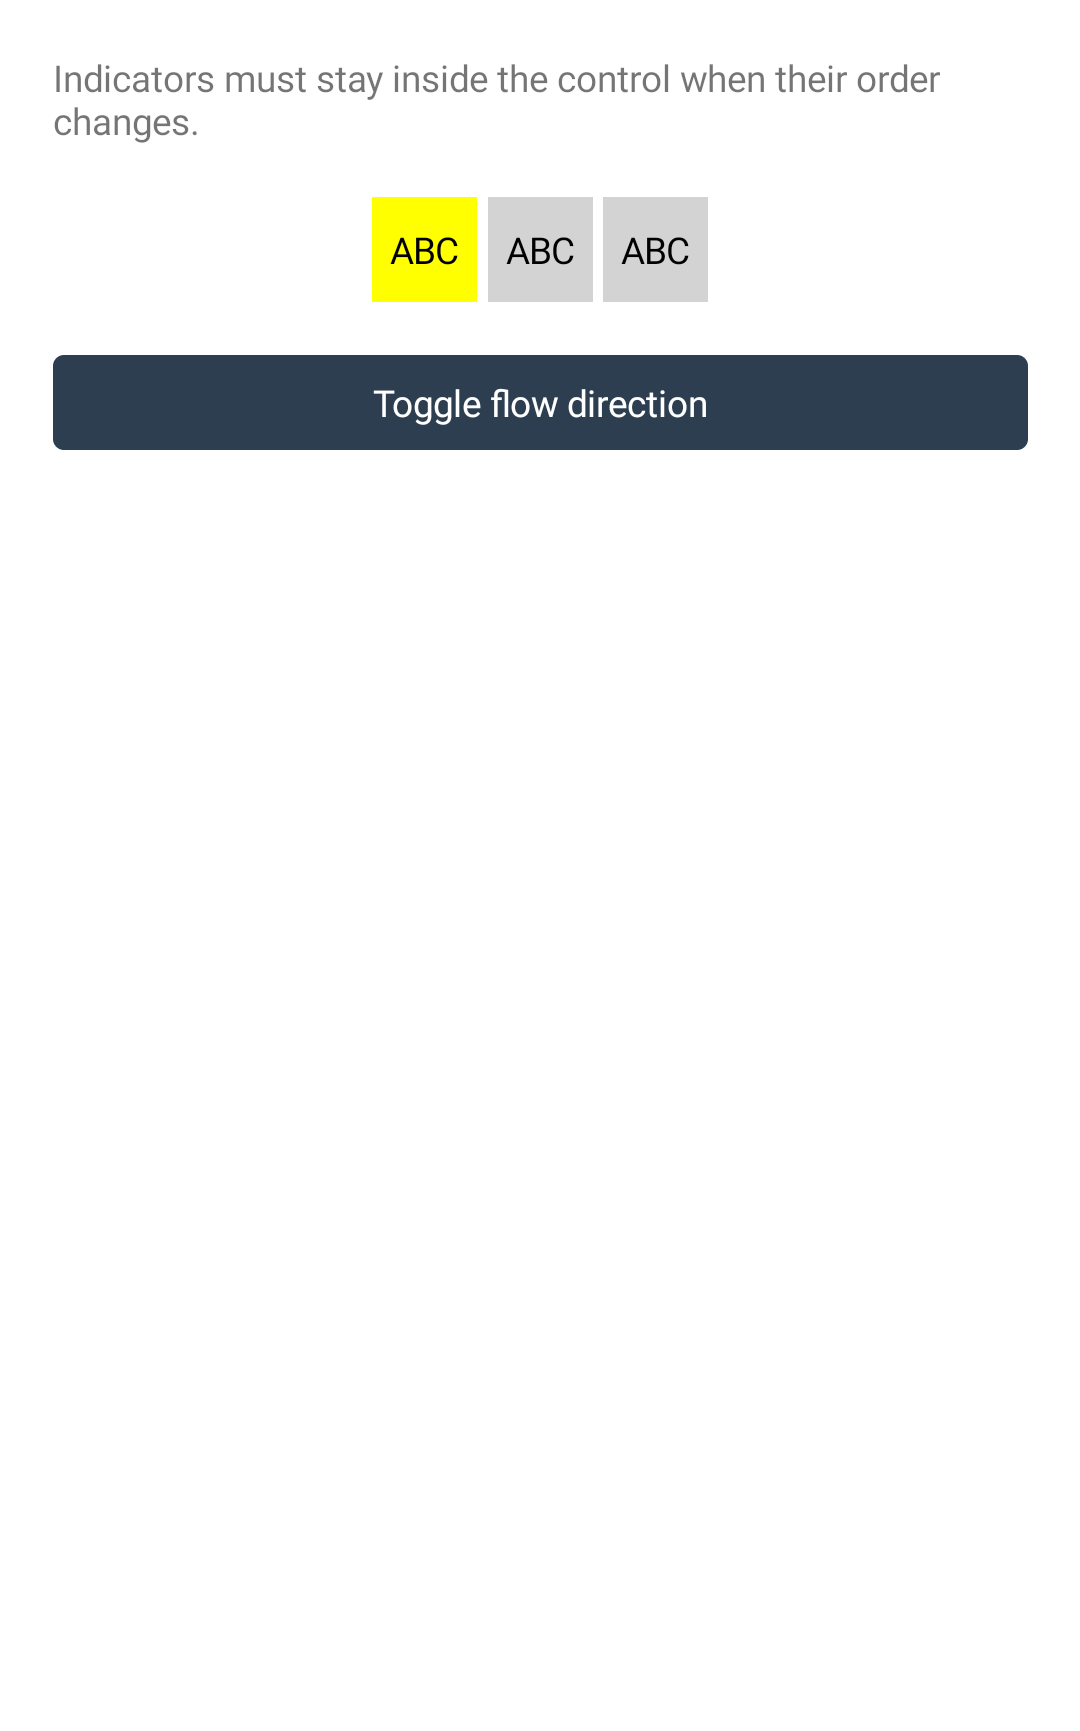 Indicators must stay inside the control when their order
changes.
ABC ABC ABC
Toggle flow direction